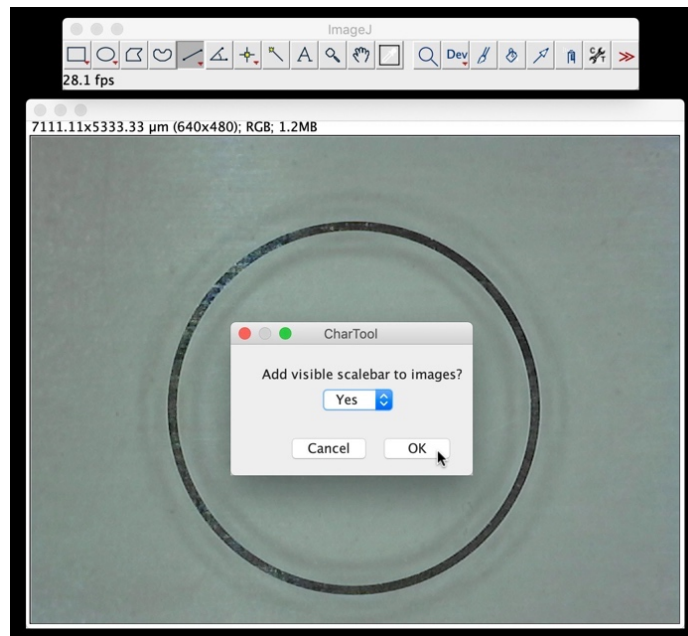 ImageJ
A Dev
28.1 fps
7111.11x5333.33 µm (640x480); RGB; 1.2MB
CharTool
Add visible scalebar to images?
Yes
Cancel OK